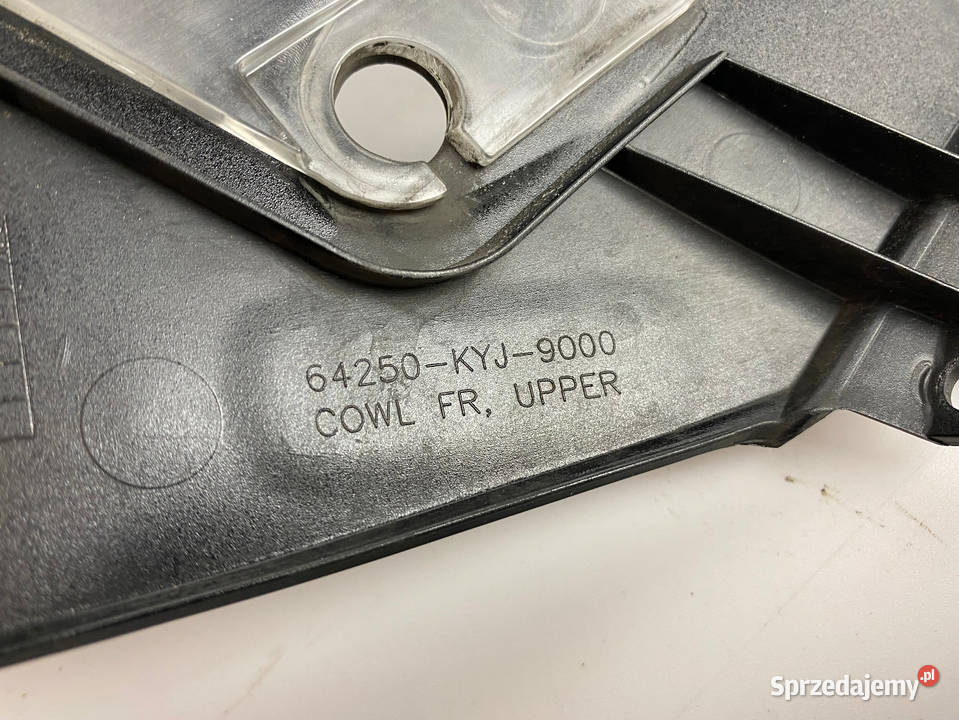 64250-KYJ-9000
COWL FR, UPPER
Sprzedajemy.pl